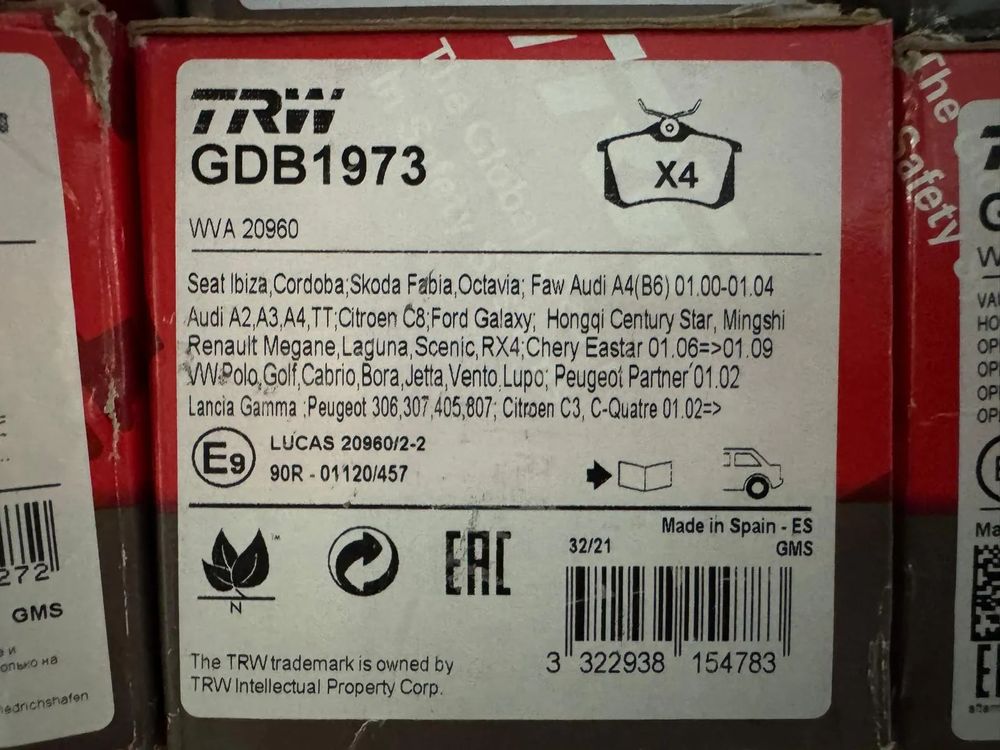 TRW
GDB1973
X4
WVA 20960
Seat Ibiza,Cordoba;Skoda Fabia,Octavia; Faw Audi A4(B6) 01.00-01.04
Audi A2,A3,A4,TT;Citroen C8;Ford Galaxy; Hongqi Century Star, Mingshi
Renault Megane,Laguna,Scenic,RX4;Chery Eastar 01.06=>01.09
VW Polo,Golf,Cabrio,Bora,Jetta,Vento,Lupo; Peugeot Partner 01.02
Lancia Gamma ;Peugeot 306,307,405,807; Citroen C3, C-Quatre 01.02=>
E9
LUCAS 20960/2-2
90R - 01120/457
Made in Spain - ES
32/21
GMS
™
N
EAC
3 322938 154783
The TRW trademark is owned by
TRW Intellectual Property Corp.
272
GMS
The
Safety